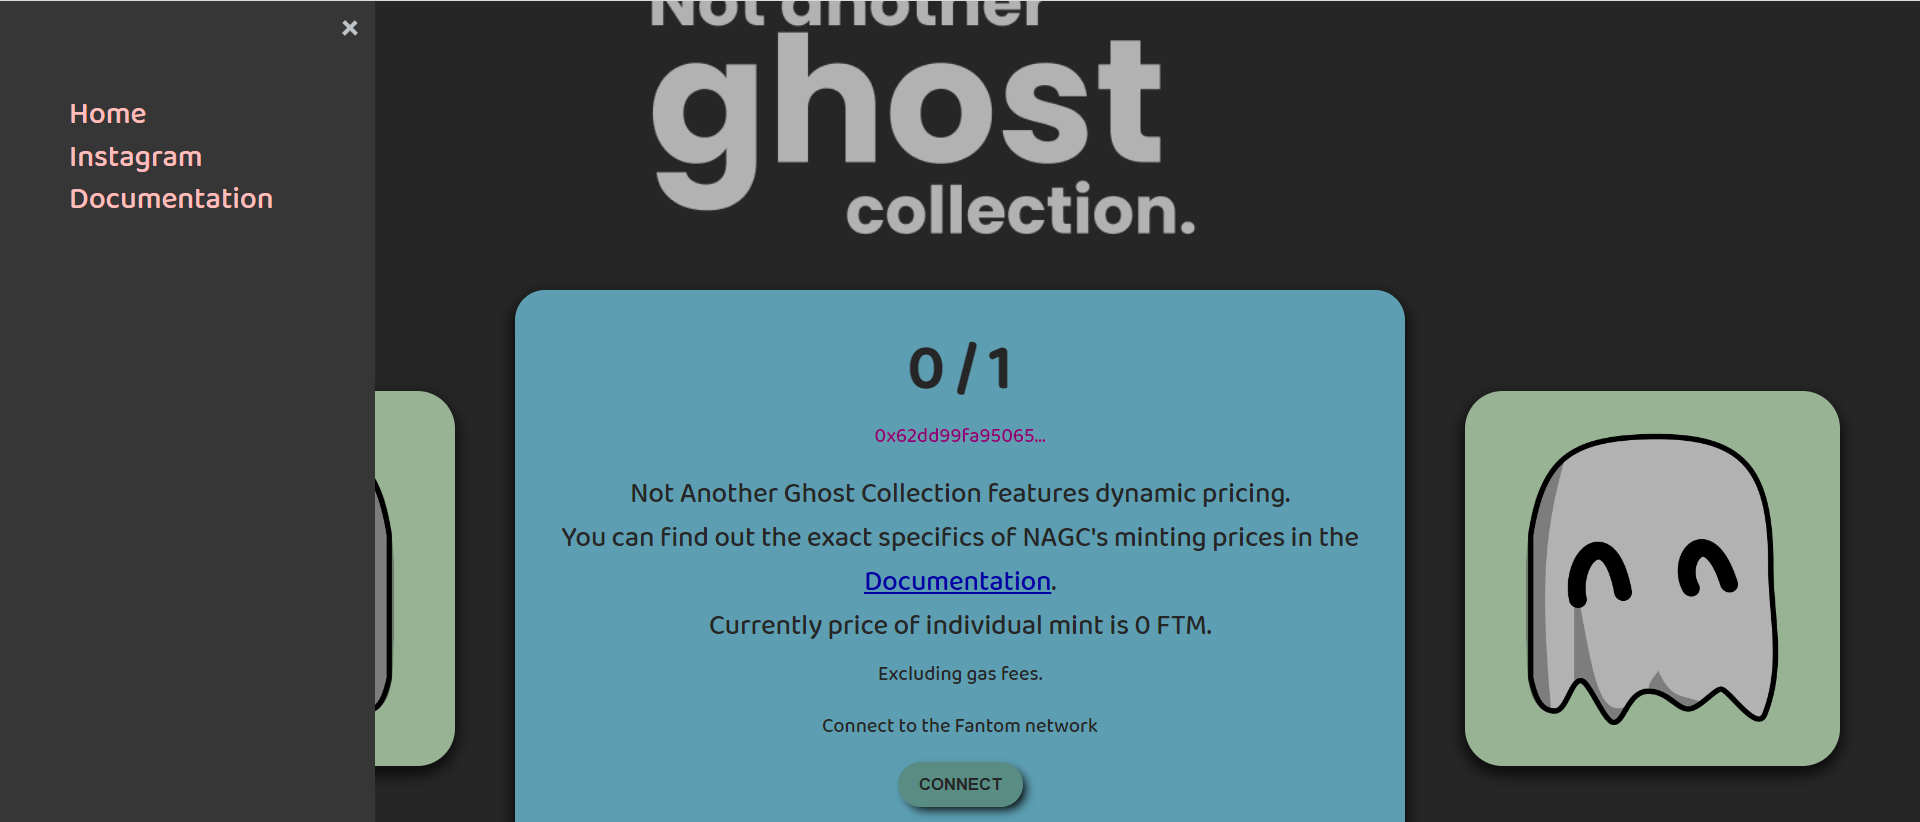 ×
Home
Instagram
Documentation
Not another
ghost
collection.
0 / 1
0x62dd99fa95065...
Not Another Ghost Collection features dynamic pricing.
You can find out the exact specifics of NAGC's minting prices in the
Documentation.
Currently price of individual mint is 0 FTM.
Excluding gas fees.
Connect to the Fantom network
CONNECT